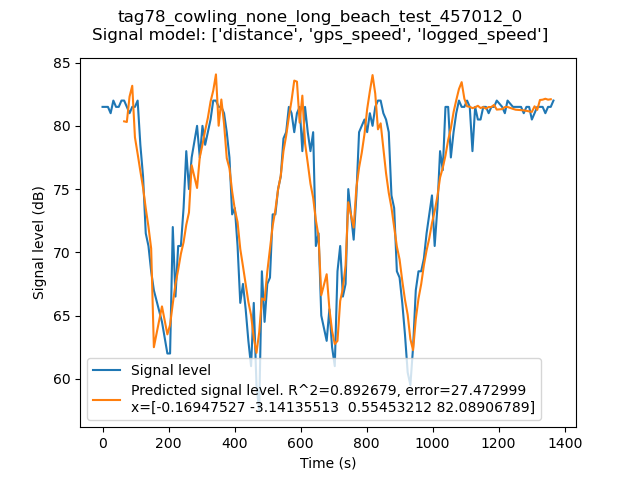 tag78_cowling_none_long_beach_test_457012_0
Signal model: ['distance', 'gps_speed', 'logged_speed']
85
80
75
70
65
60
Signal level (dB)
Signal level
Predicted signal level. R^2=0.892679, error=27.472999
x=[-0.16947527 -3.14135513  0.55453212 82.08906789]
0
200
400
600
800
1000
1200
1400
Time (s)